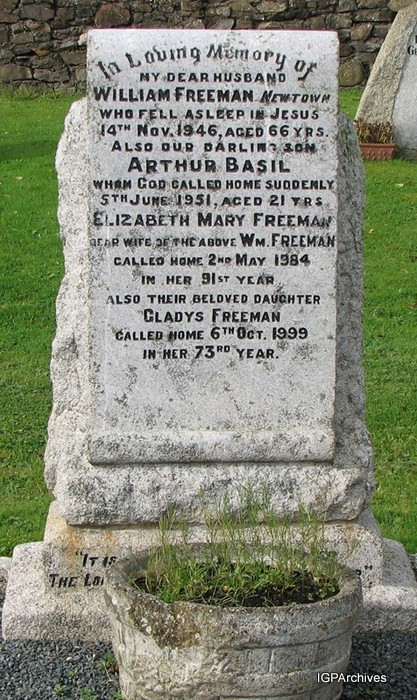 In Loving Memory of
MY DEAR HUSBAND
WILLIAM FREEMAN NEWTOWN
WHO FELL ASLEEP IN JESUS
14TH NOV. 1946, AGED 66 YRS.
ALSO OUR DARLING SON
ARTHUR BASIL
WHOM GOD CALLED HOME SUDDENLY
5TH JUNE 1951, AGED 21 YRS.
ELIZABETH MARY FREEMAN
DEAR WIFE OF THE ABOVE WM. FREEMAN
CALLED HOME 2ND MAY 1984
IN HER 91ST YEAR
ALSO THEIR BELOVED DAUGHTER
GLADYS FREEMAN
CALLED HOME 6TH OCT. 1999
IN HER 73RD YEAR.
"IT IS
THE LO
IGPArchives